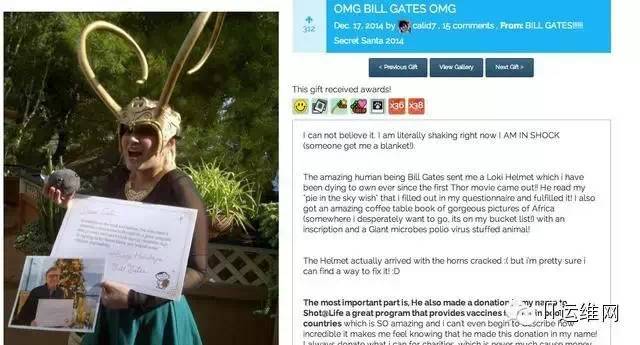 OMG BILL GATES OMG
312
Dec. 17, 2014 by calid7 , 15 comments , From: BILL GATES!!!!!
Secret Santa 2014
< Previous Gift
View Gallery
Next Gift >
This gift received awards!
x36 x38
I can not believe it. I am literally shaking right now I AM IN SHOCK
(someone get me a blanket!).
The amazing human being Bill Gates sent me a Loki Helmet which i have
been dying to own ever since the first Thor movie came out!! He read my
"pie in the sky wish" that i filled out in my questionnaire and fulfilled it! I also
got an amazing coffee table book of gorgeous pictures of Africa
(somewhere i desperately want to go, its on my bucket list!) with an
inscription and a Giant microbes polio virus stuffed animal!
The Helmet actually arrived with the horns cracked :( but i'm pretty sure i
can find a way to fix it! :D
The most important part is, He also made a donation in my name to
Shot@Life a great program that provides vaccines in
countries which is SO amazing and i cant even begin to describe how
incredible it makes me feel knowing that he made this donation in my name!
I always donate what i can for charities, which is never much cause money
IT运维网
Happy Holidays
Bill Gates